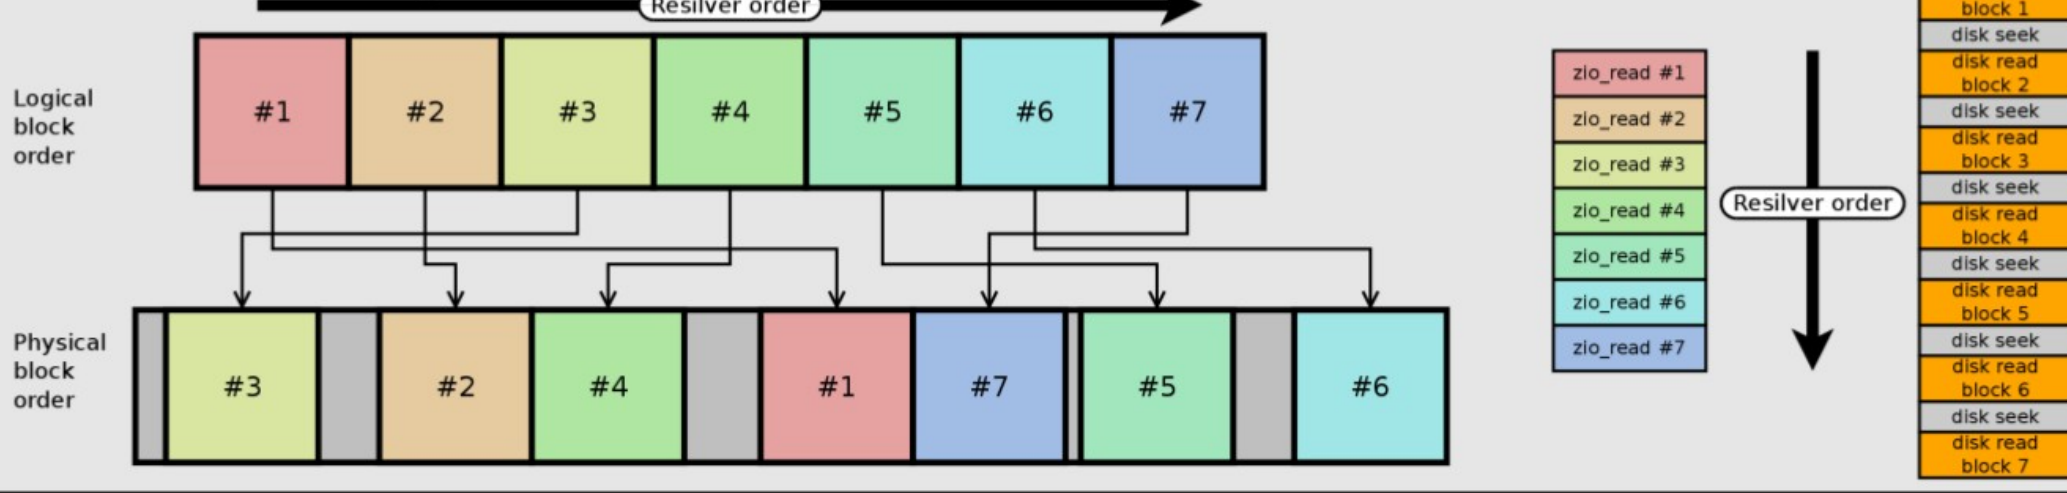 Resilver order
Logical
block
order
#1 #2 #3 #4 #5 #6 #7
Physical
block
order
#3 #2 #4 #1 #7 #5 #6
zio_read #1
zio_read #2
zio_read #3
zio_read #4
zio_read #5
zio_read #6
zio_read #7
Resilver order
block 1
disk seek
disk read
block 2
disk seek
disk read
block 3
disk seek
disk read
block 4
disk seek
disk read
block 5
disk seek
disk read
block 6
disk seek
disk read
block 7